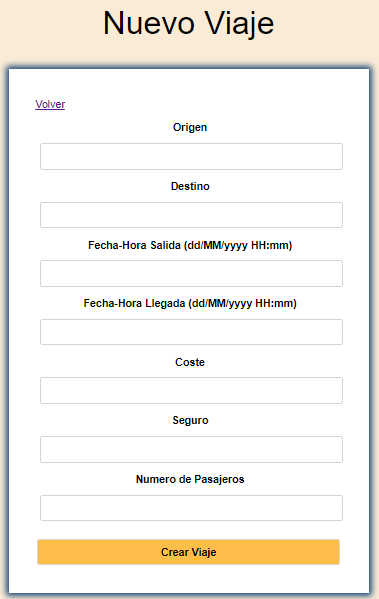 Nuevo Viaje
Volver
Origen
Destino
Fecha-Hora Salida (dd/MM/yyyy HH:mm)
Fecha-Hora Llegada (dd/MM/yyyy HH:mm)
Coste
Seguro
Numero de Pasajeros
Crear Viaje